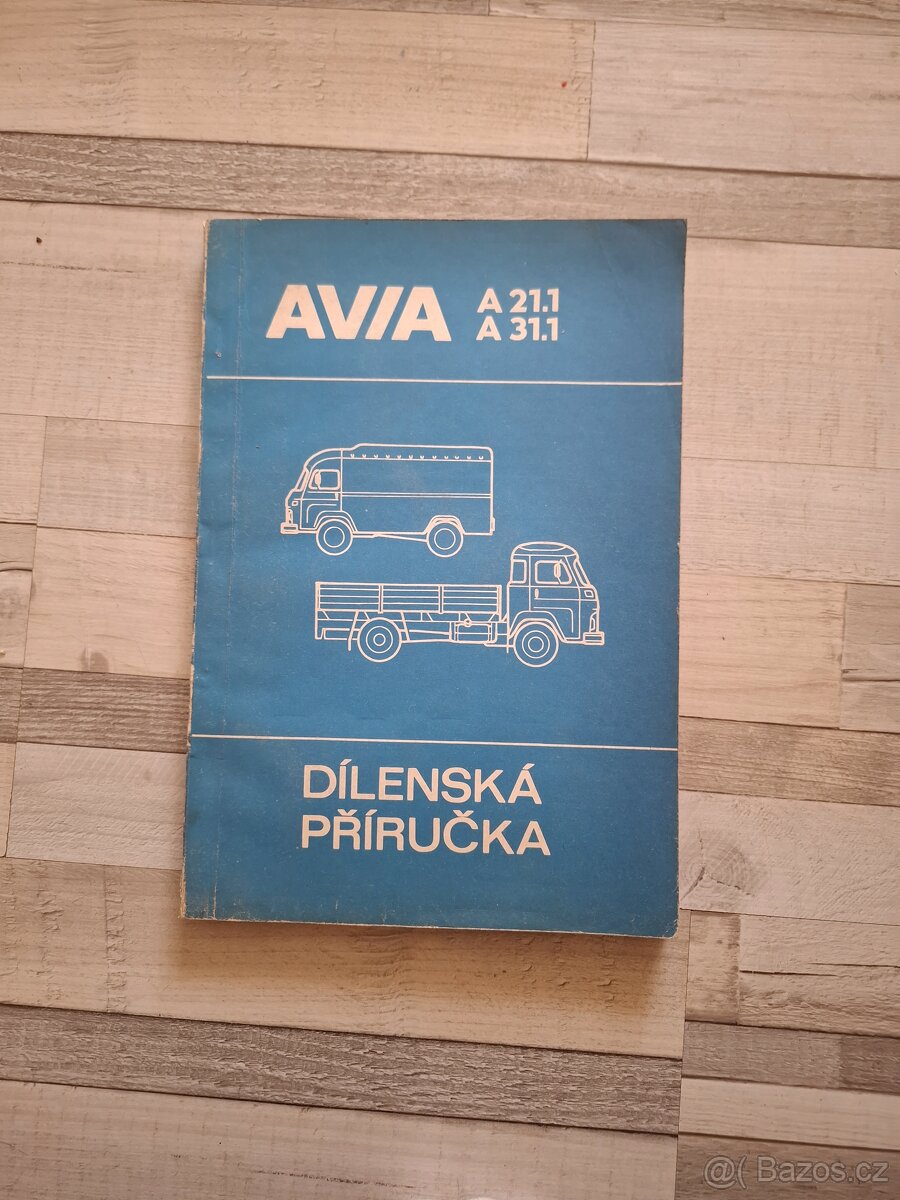 AVIA
A 21.1
A 31.1
DÍLENSKÁ
PŘÍRUČKA
@( Bazos.cz